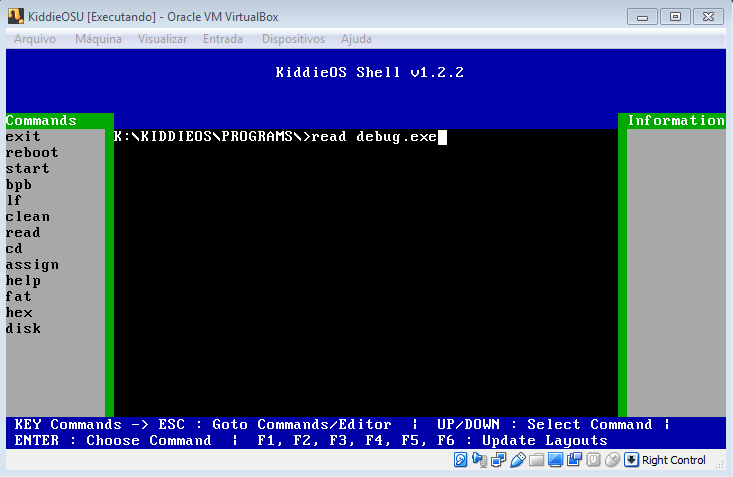 KiddieOSU [Executando] - Oracle VM VirtualBox
Arquivo Máquina Visualizar Entrada Dispositivos Ajuda
KiddieOS Shell v1.2.2
Commands
Information
exit
K:\KIDDIEOS\PROGRAMS\>read debug.exe
reboot
start
bpb
lf
clean
read
cd
assign
help
fat
hex
disk
KEY Commands -> ESC : Goto Commands/Editor ¦ UP/DOWN : Select Command ¦
ENTER : Choose Command ¦ F1, F2, F3, F4, F5, F6 : Update Layouts
Right Control